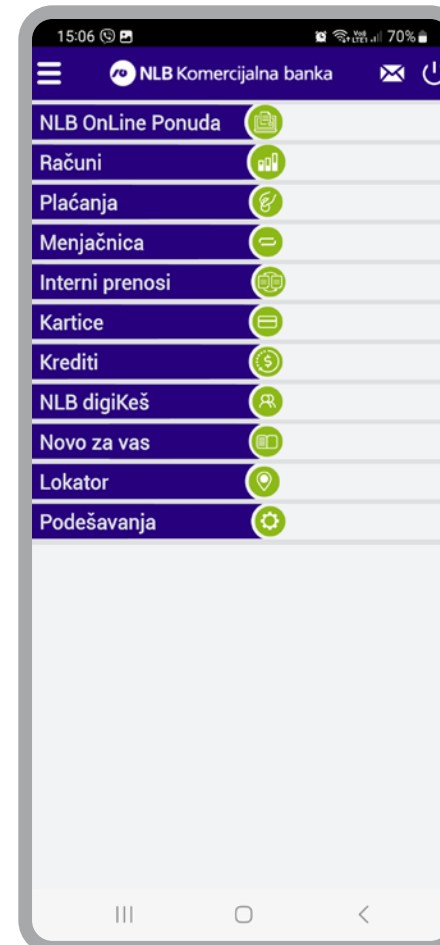 15:06 70%
NLB Komercijalna banka
NLB OnLine Ponuda
Računi
Plaćanja
Menjačnica
Interni prenosi
Kartice
Krediti
NLB digiKeš
Novo za vas
Lokator
Podešavanja